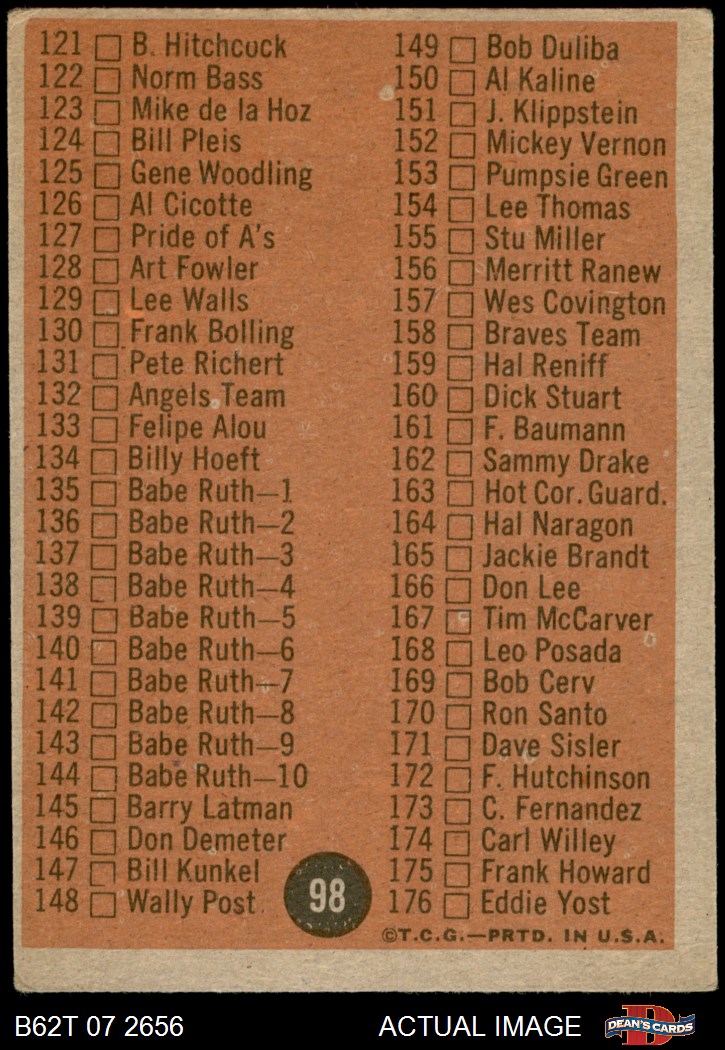 121 B. Hitchcock
122 Norm Bass
123 Mike de la Hoz
124 Bill Pleis
125 Gene Woodling
126 Al Cicotte
127 Pride of A's
128 Art Fowler
129 Lee Walls
130 Frank Bolling
131 Pete Richert
132 Angels Team
133 Felipe Alou
134 Billy Hoeft
135 Babe Ruth—1
136 Babe Ruth—2
137 Babe Ruth—3
138 Babe Ruth—4
139 Babe Ruth—5
140 Babe Ruth—6
141 Babe Ruth—7
142 Babe Ruth—8
143 Babe Ruth—9
144 Babe Ruth—10
145 Barry Latman
146 Don Demeter
147 Bill Kunkel
148 Wally Post
98
149 Bob Duliba
150 Al Kaline
151 J. Klippstein
152 Mickey Vernon
153 Pumpsie Green
154 Lee Thomas
155 Stu Miller
156 Merritt Ranew
157 Wes Covington
158 Braves Team
159 Hal Reniff
160 Dick Stuart
161 F. Baumann
162 Sammy Drake
163 Hot Cor. Guard.
164 Hal Naragon
165 Jackie Brandt
166 Don Lee
167 Tim McCarver
168 Leo Posada
169 Bob Cerv
170 Ron Santo
171 Dave Sisler
172 F. Hutchinson
173 C. Fernandez
174 Carl Willey
175 Frank Howard
176 Eddie Yost
©T.C.G.—PRTD. IN U.S.A.
B62T 07 2656
ACTUAL IMAGE
D
DEAN'S CARDS